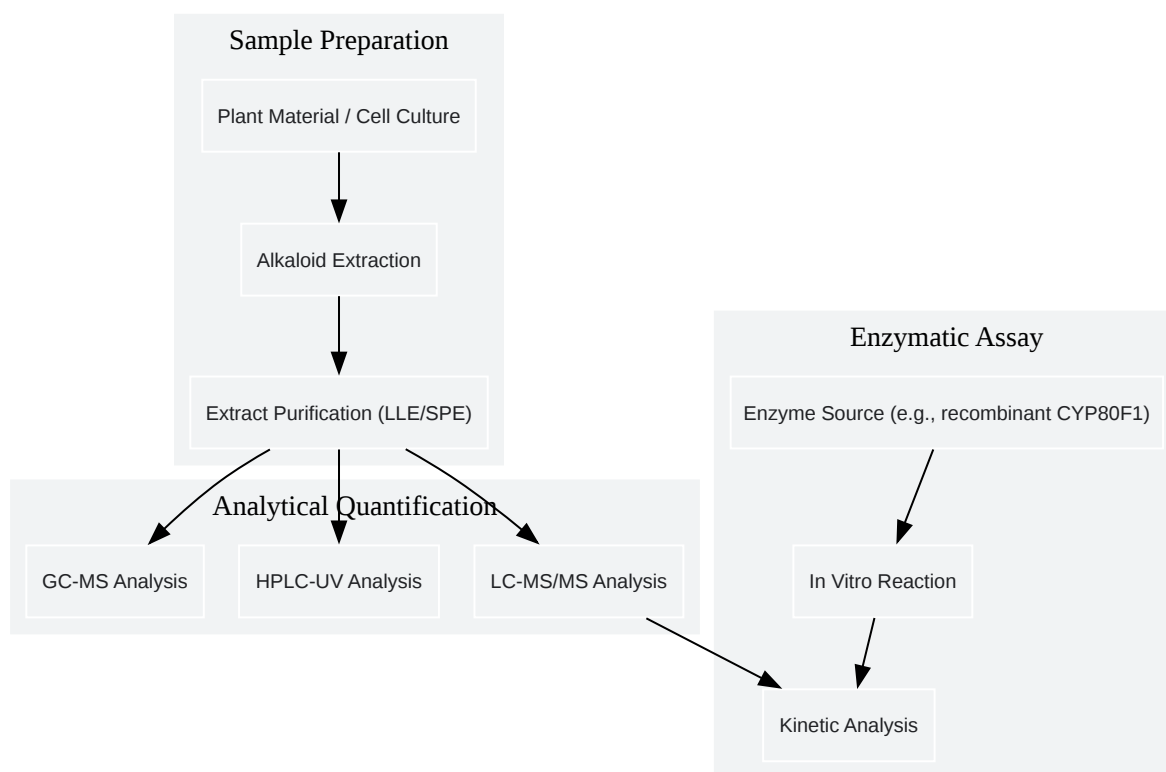 Sample Preparation
Plant Material / Cell Culture
Alkaloid Extraction
Extract Purification (LLE/SPE)
Analytical Quantification
GC-MS Analysis
HPLC-UV Analysis
LC-MS/MS Analysis
Enzymatic Assay
Enzyme Source (e.g., recombinant CYP80F1)
In Vitro Reaction
Kinetic Analysis